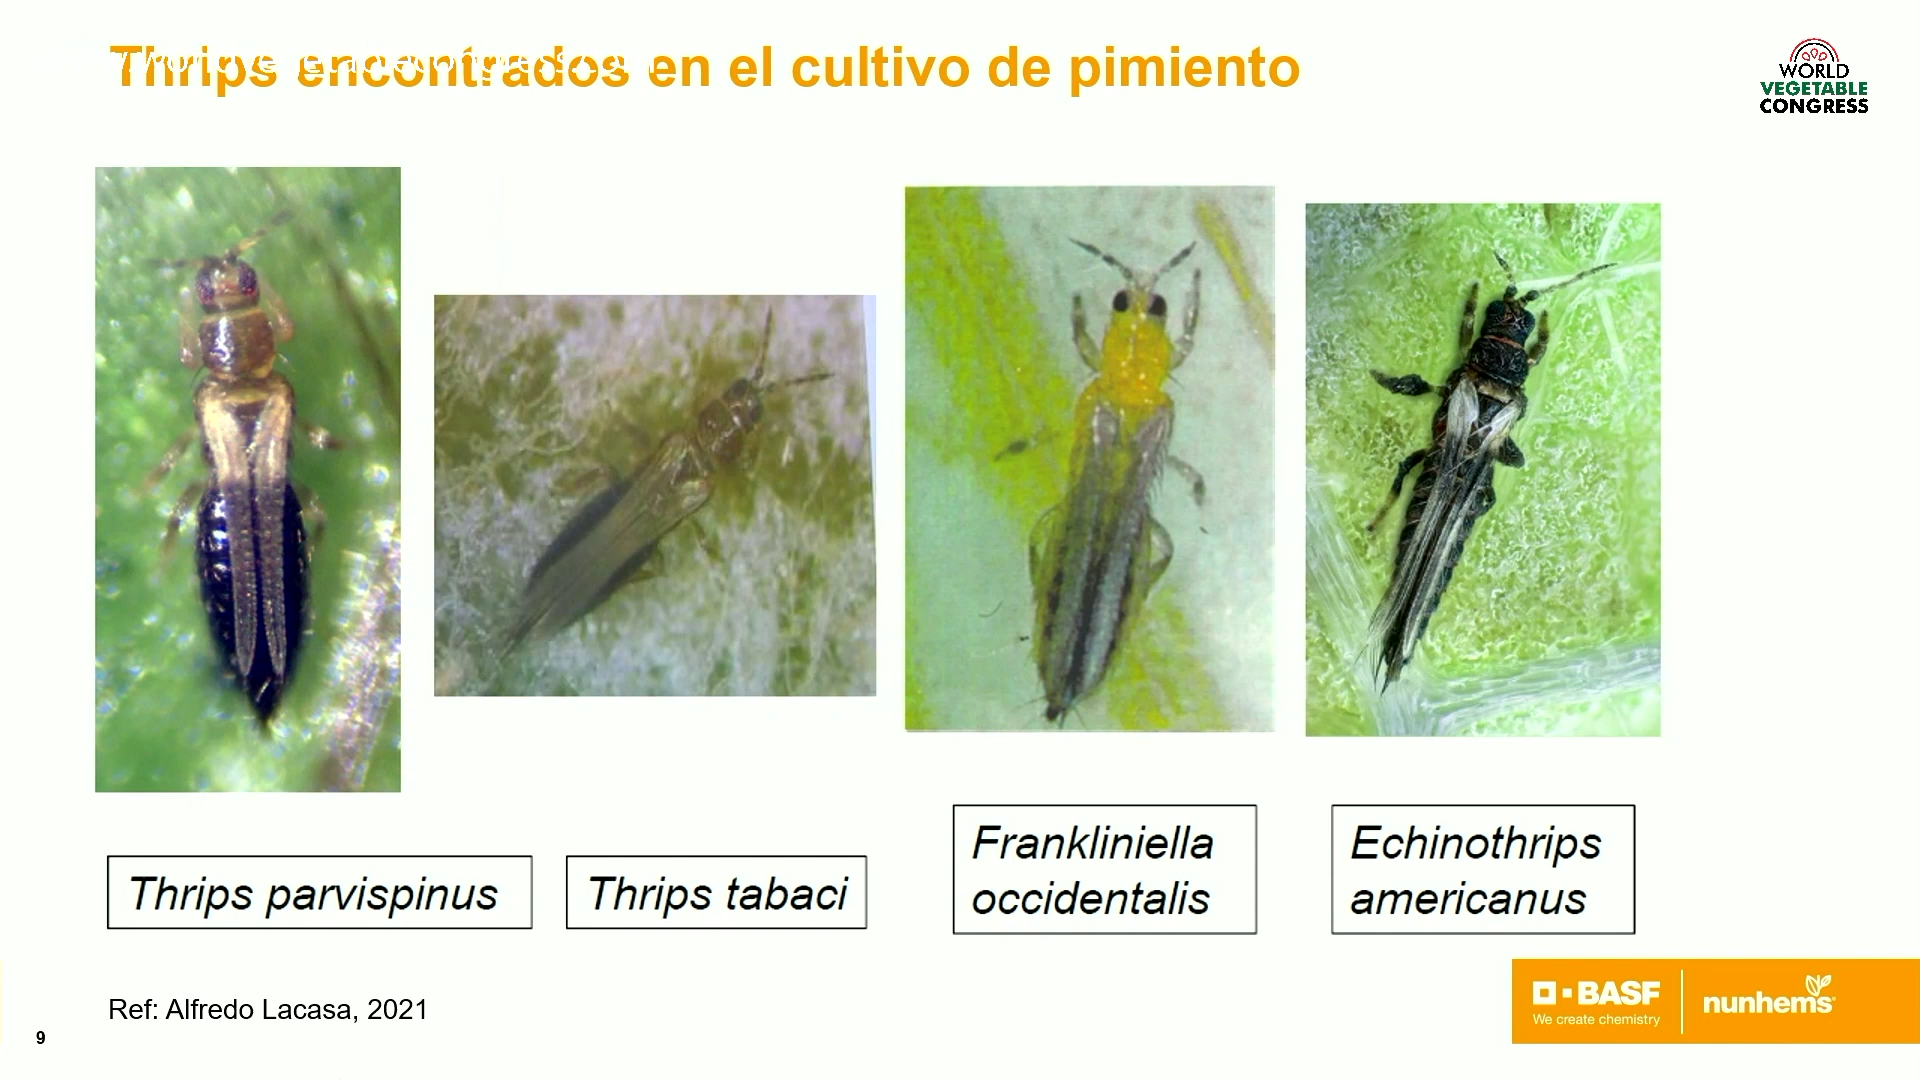 Thrips encontrados en el cultivo de pimiento
WORLD
VEGETABLE
CONGRESS
Thrips parvispinus
Thrips tabaci
Frankliniella
occidentalis
Echinothrips
americanus
Ref: Alfredo Lacasa, 2021
9
BASF
We create chemistry
nunhems